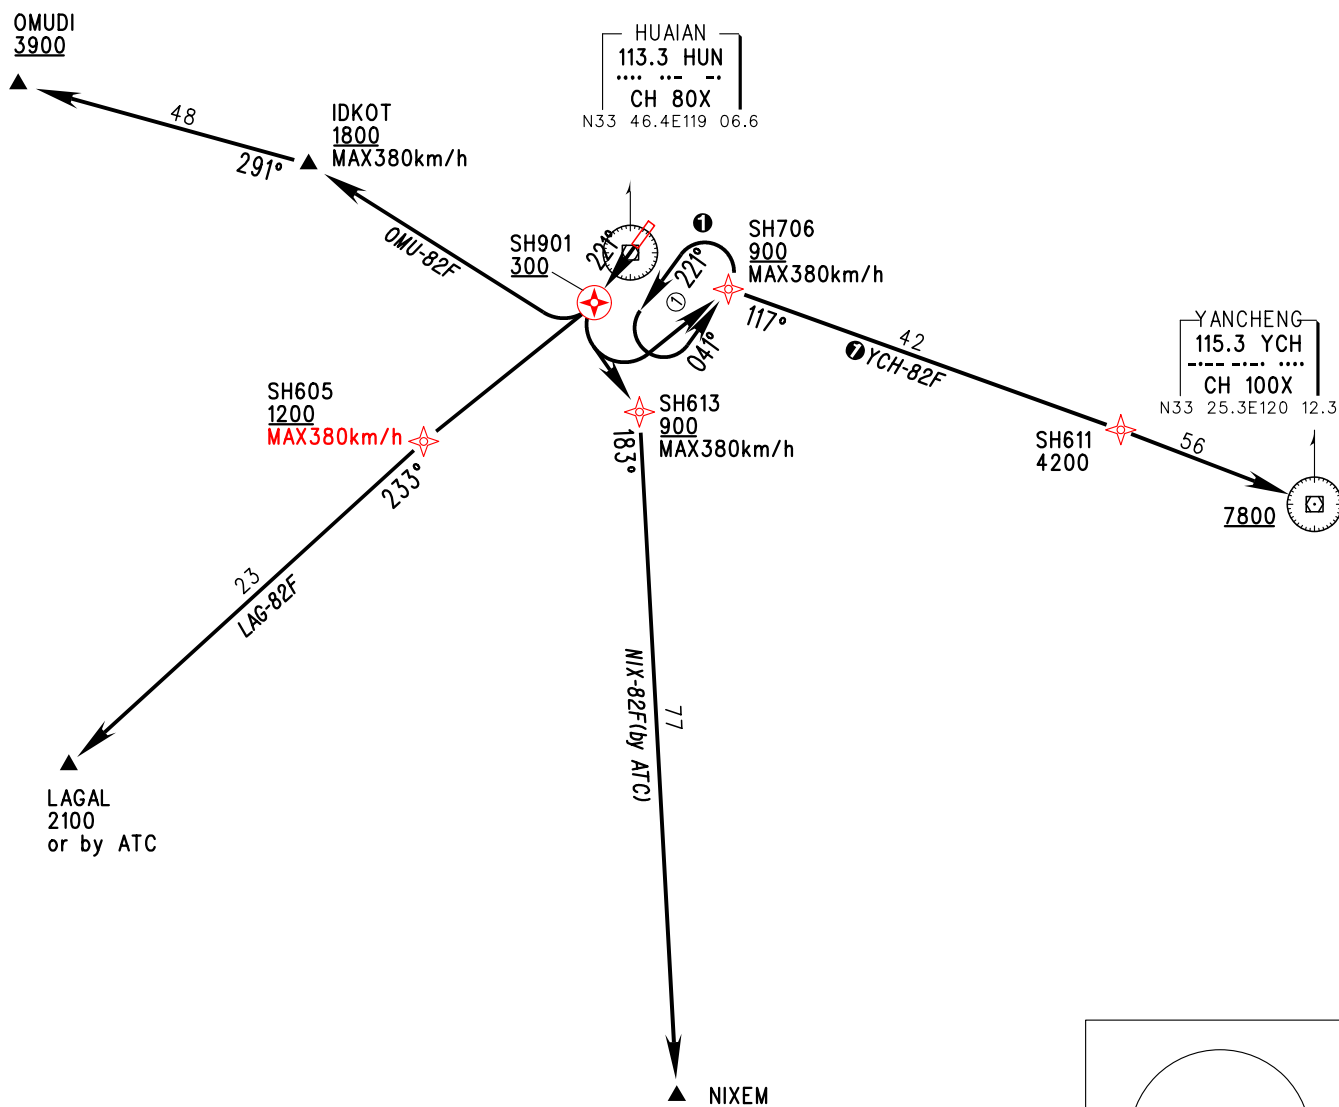 OMUDI
3900
HUAIAN
113.3 HUN
CH 80X
N33 46.4E119 06.6
48
291°
IDKOT
1800
MAX380km/h
OMU-82F
SH901
300
221°
1
221°
1
041°
SH706
900
MAX380km/h
117°
42
1 YCH-82F
YANCHENG
115.3 YCH
CH 100X
N33 25.3E120 12.3
SH611
4200
56
7800
SH605
1200
MAX380km/h
233°
SH613
900
MAX380km/h
183°
23
LAG-82F
NIX-82F(by ATC)
77
LAGAL
2100
or by ATC
NIXEM